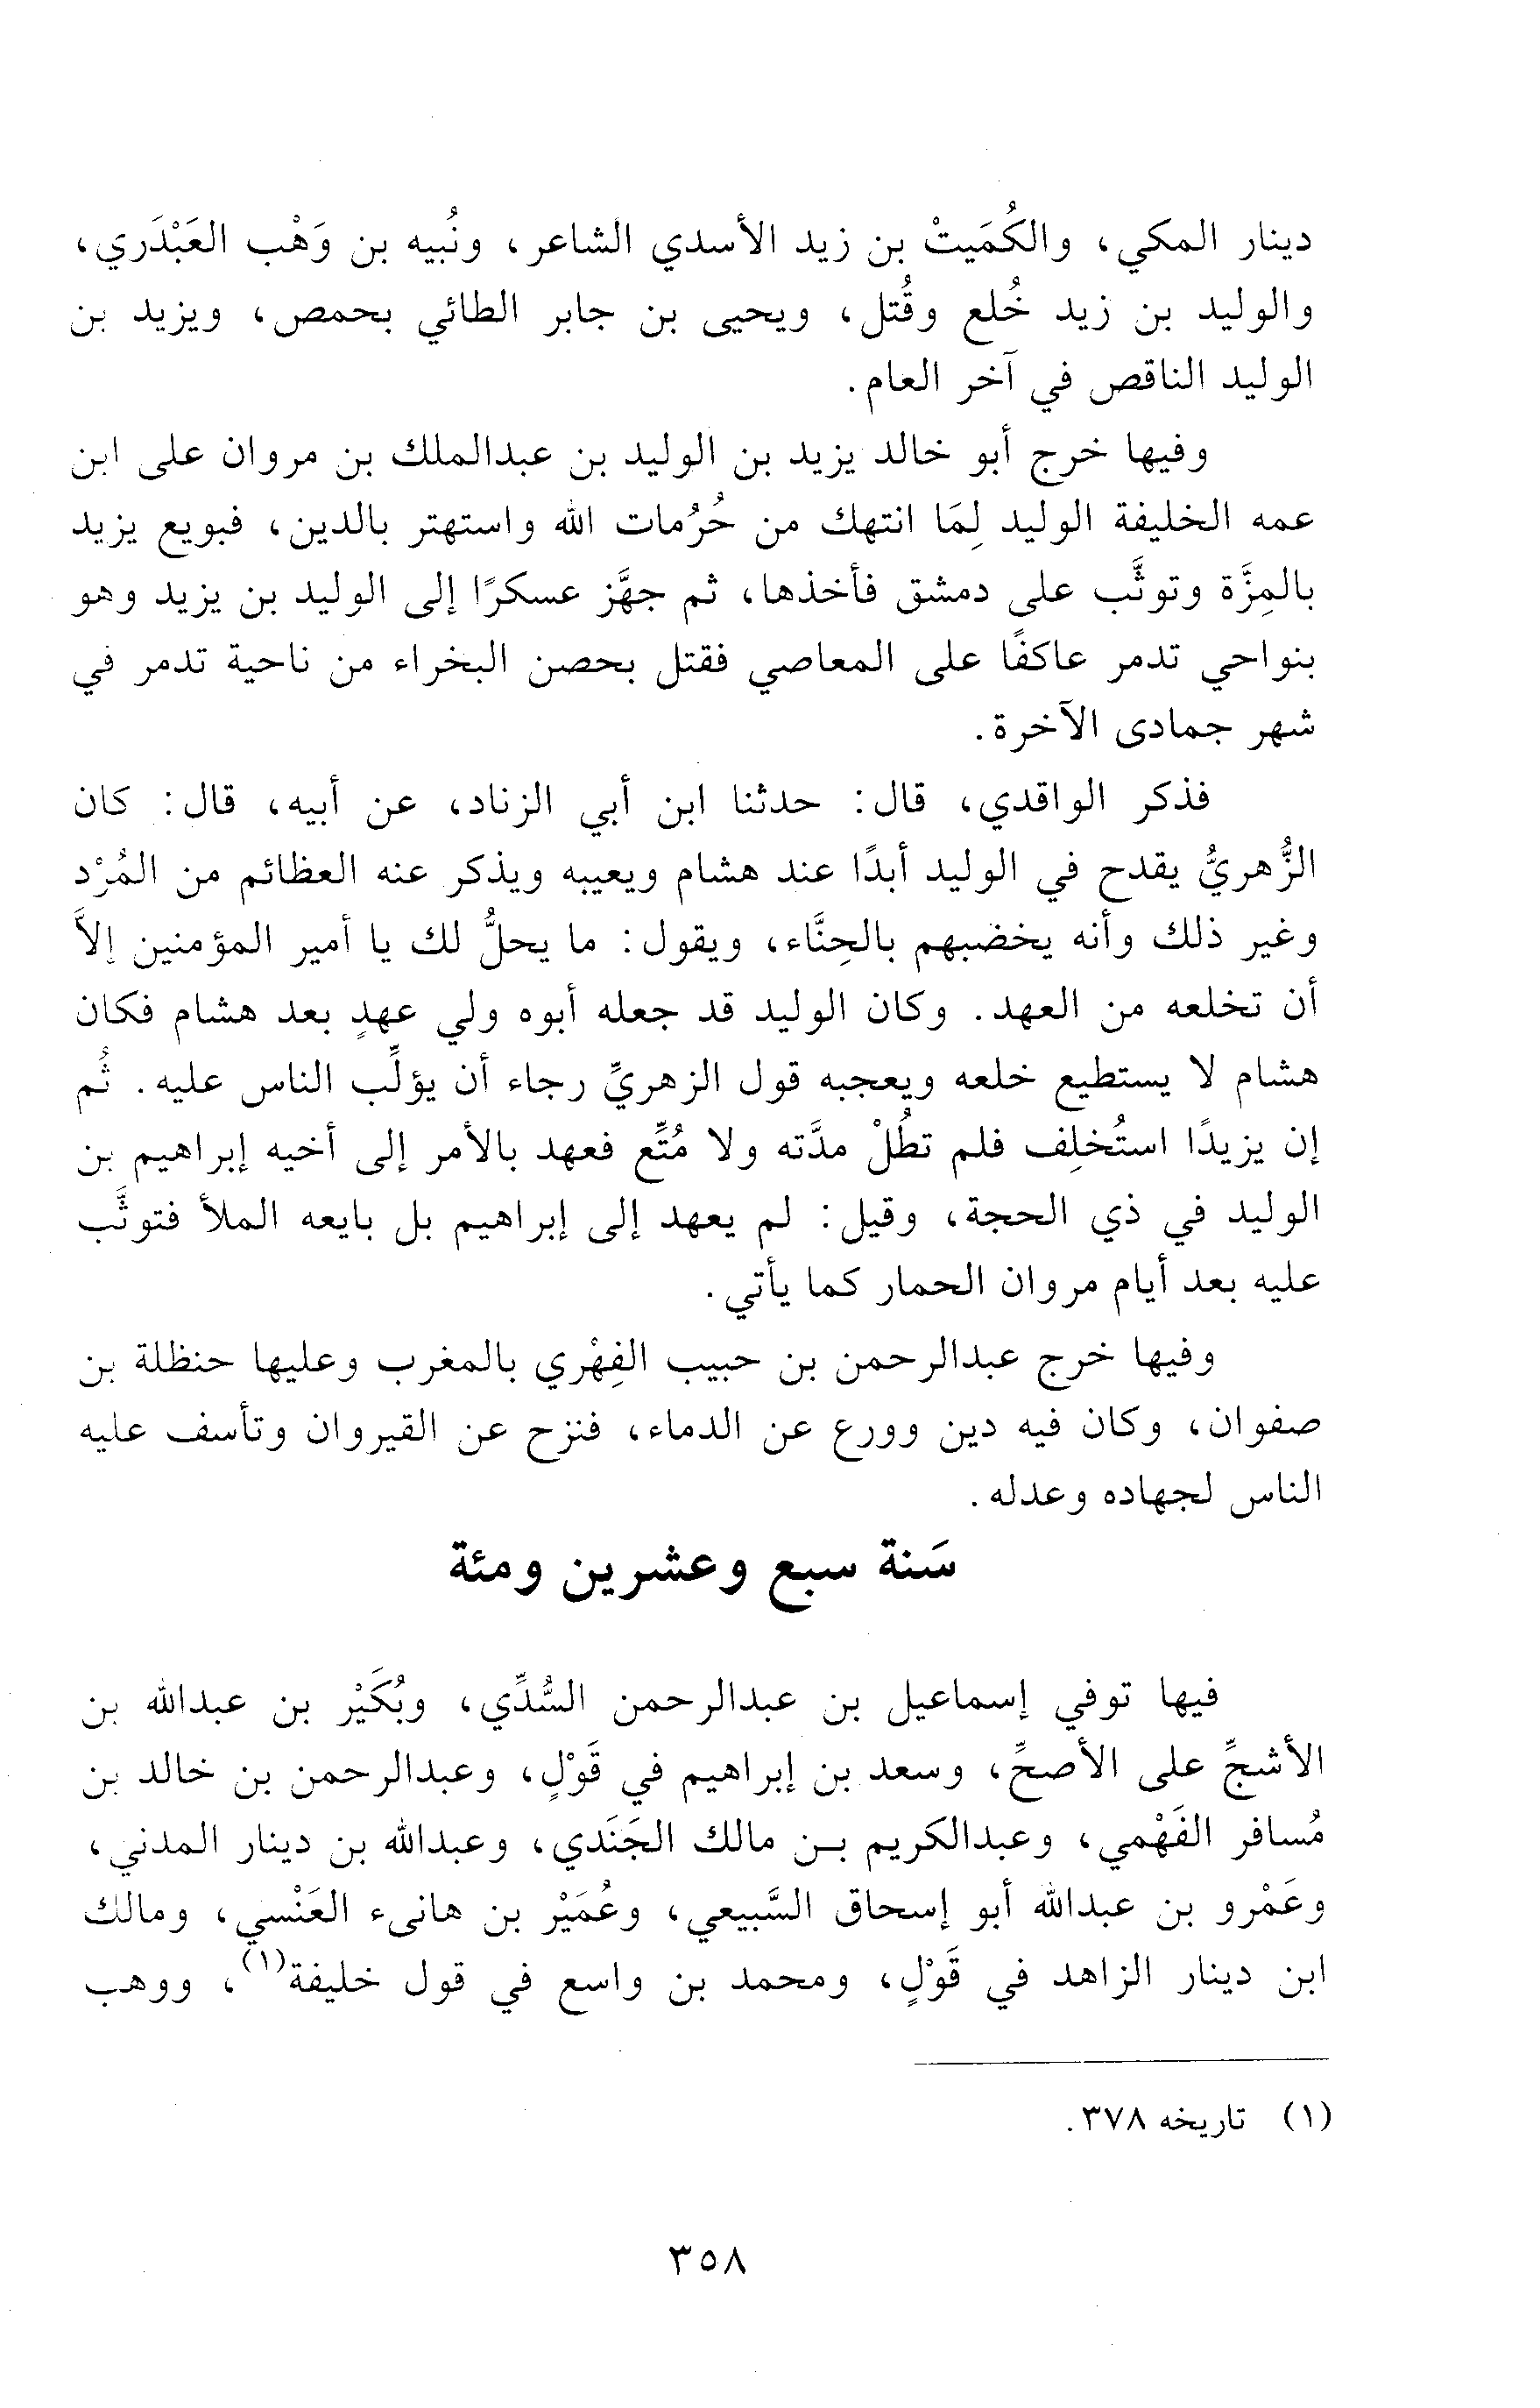 دينار المكي، والكُمَيتْ بن زيد الأسدي الشاعر، ونُبيه بن وَهْب العَبْدَري،
والوليد بن زيد خُلع وقُتل، ويحيى بن جابر الطائي بحمص، ويزيد بن
الوليد الناقص في آخر العام.
وفيها خرج أبو خالد يزيد بن الوليد بن عبدالملك بن مروان على ابن
عمه الخليفة الوليد لِمَا انتهك من حُرُمات الله واستهتر بالدين، فبويع يزيد
بالمِزَّة وتوثَّب على دمشق فأخذها، ثم جهَّز عسكرًا إلى الوليد بن يزيد وهو
بنواحي تدمر عاكفًا على المعاصي فقتل بحصن البخراء من ناحية تدمر في
شهر جمادى الآخرة.
فذكر الواقدي، قال: حدثنا ابن أبي الزناد، عن أبيه، قال: كان
الزُّهريُّ يقدح في الوليد أبدًا عند هشام ويعيبه ويذكر عنه العظائم من المُرْد
وغير ذلك وأنه يخضبهم بالحِنَّاء، ويقول: ما يحلُّ لك يا أمير المؤمنين إلاَّ
أن تخلعه من العهد. وكان الوليد قد جعله أبوه ولي عهدٍ بعد هشام فكان
هشام لا يستطيع خلعه ويعجبه قول الزهريِّ رجاء أن يؤلِّب الناس عليه. ثُم
إن يزيدًا استُخلِف فلم تطُلْ مدَّته ولا مُتِّع فعهد بالأمر إلى أخيه إبراهيم بن
الوليد في ذي الحجة، وقيل: لم يعهد إلى إبراهيم بل بايعه الملأ فتوثَّب
عليه بعد أيام مروان الحمار كما يأتي.
وفيها خرج عبدالرحمن بن حبيب الفِهْري بالمغرب وعليها حنظلة بن
صفوان، وكان فيه دين وورع عن الدماء، فنزح عن القيروان وتأسف عليه
الناس لجهاده وعدله.
سَنة سبع وعشرين ومئة
فيها توفي إسماعيل بن عبدالرحمن السُّدِّي، وبُكَيْر بن عبدالله بن
الأشجِّ على الأصحِّ، وسعد بن إبراهيم في قَوْلٍ، وعبدالرحمن بن خالد بن
مُسافر الفَهْمي، وعبدالكريم بن مالك الجَنَدي، وعبدالله بن دينار المدني،
وعَمْرو بن عبدالله أبو إسحاق السَّبيعي، وعُمَيْر بن هانىء العَنْسي، ومالك
ابن دينار الزاهد في قَوْلٍ، ومحمد بن واسع في قول خليفة(١)، ووهب
(١) تاريخه ٣٧٨.
٣٥٨